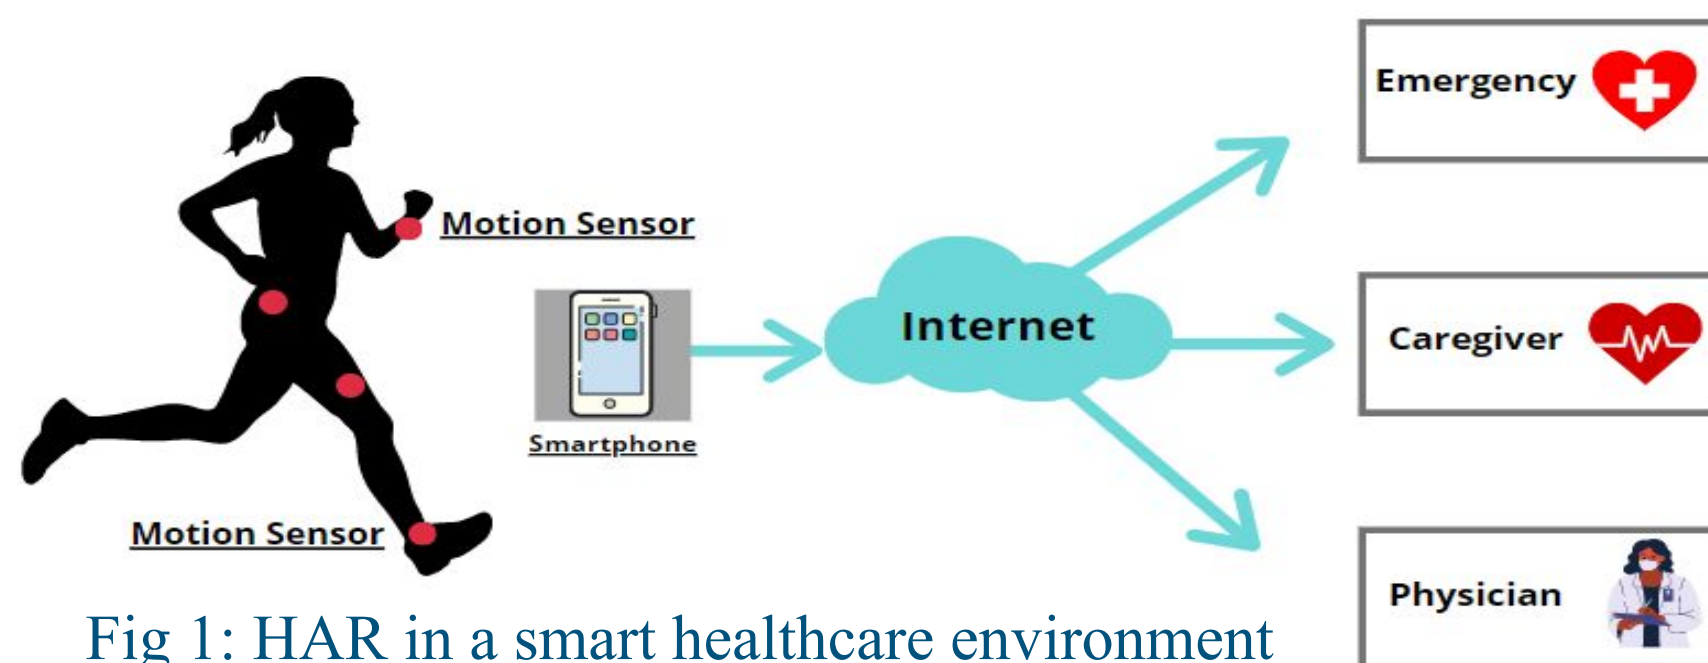 Emergency
Motion Sensor
Internet
Caregiver
Smartphone
Motion Sensor
Physician
Fig 1: HAR in a smart healthcare environment